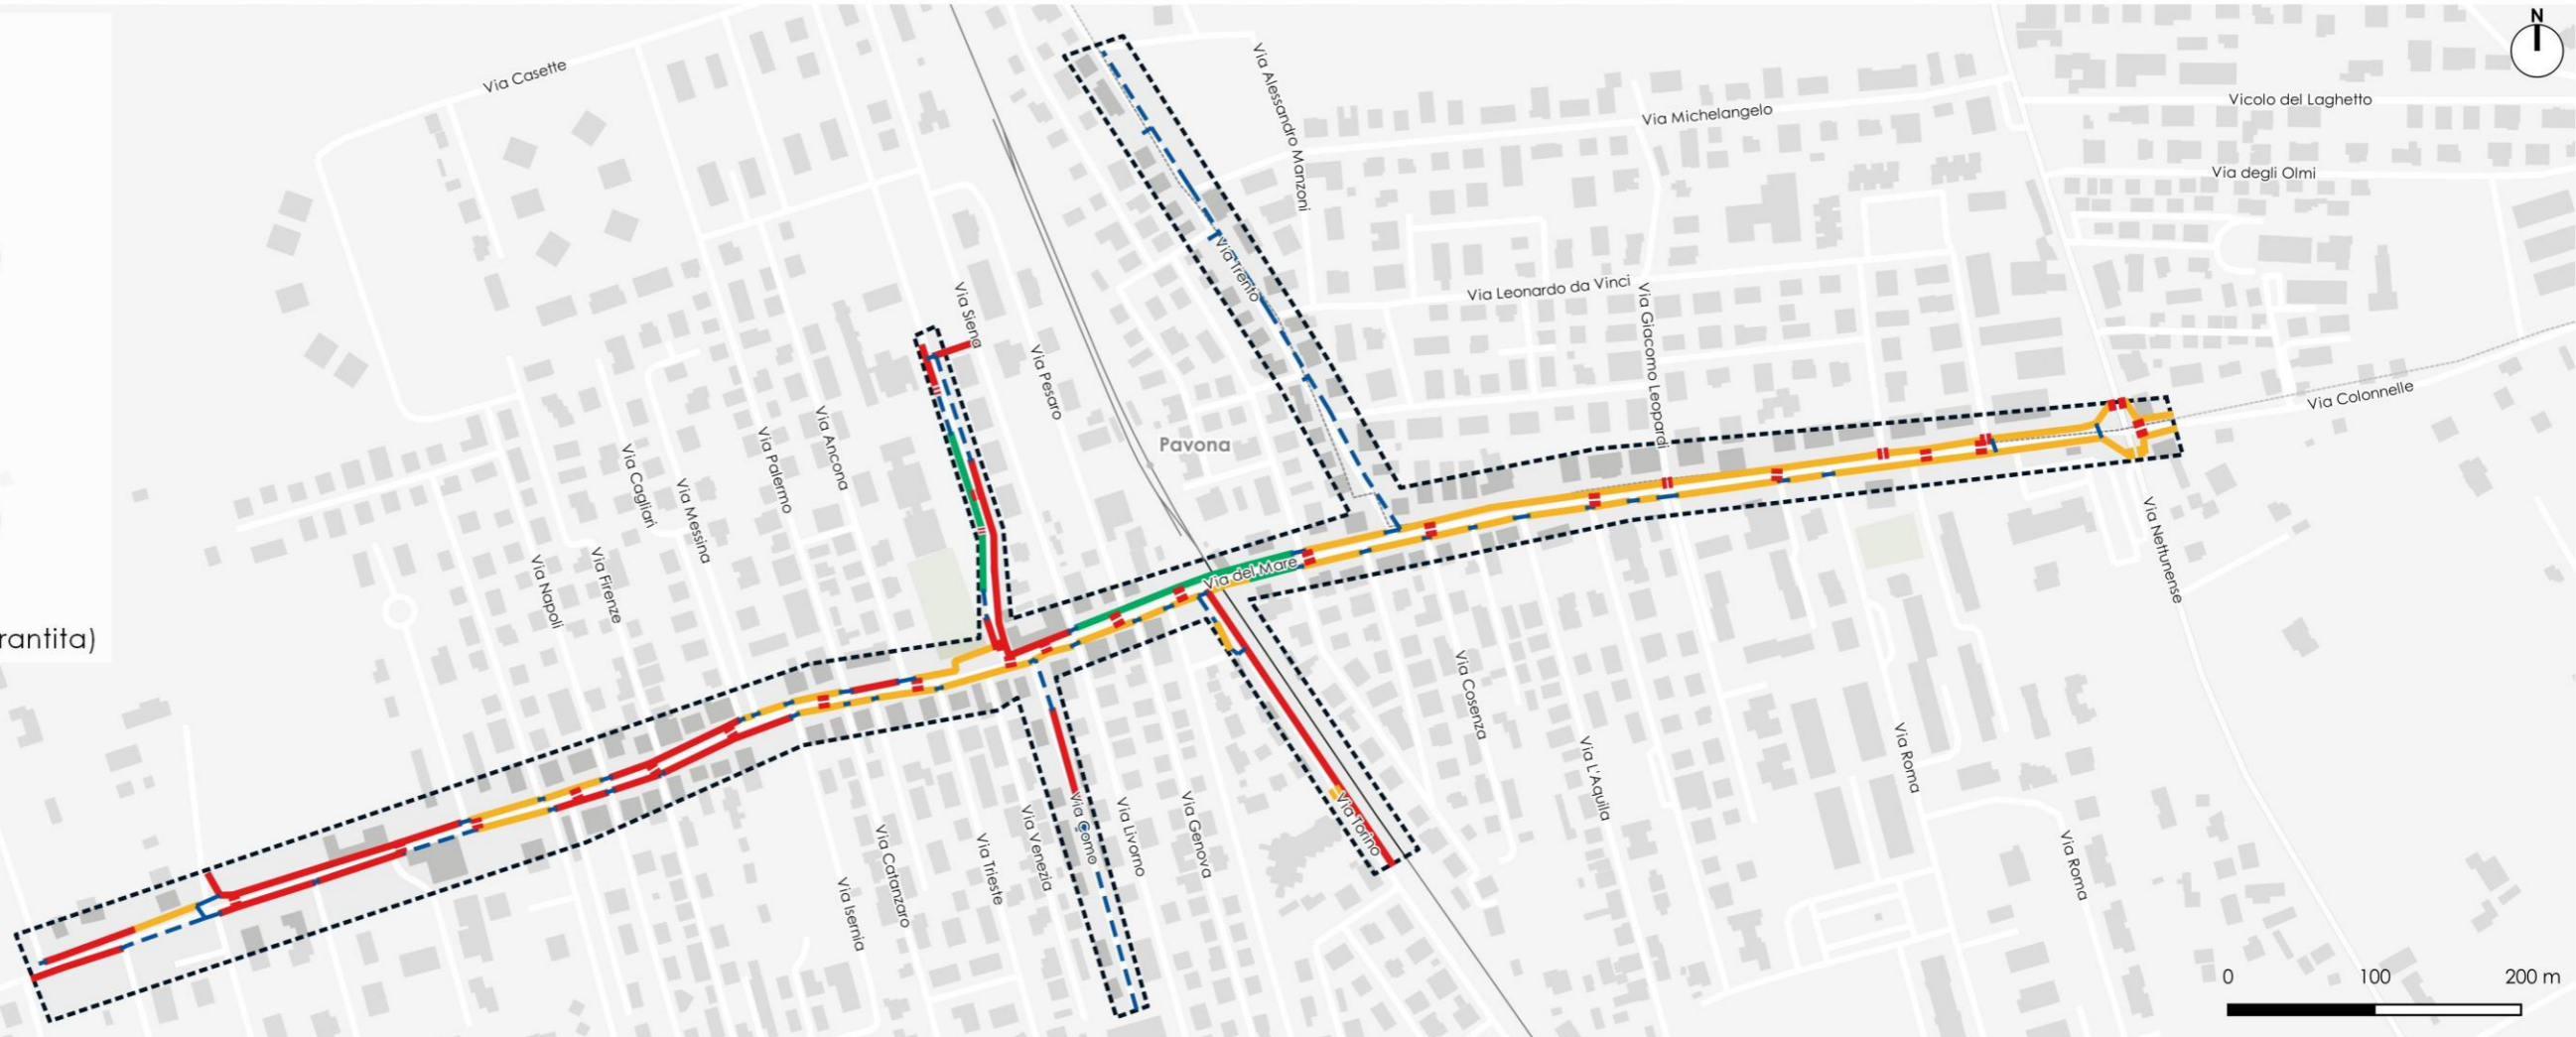 N
Via Casette
Via Alessandro Manzoni
Via Michelangelo
Vicolo del Laghetto
Via degli Olmi
Via Trento
Via Leonardo da Vinci
Via Siena
Via Giacomo Leopardi
Via Pesaro
Via Colonnelle
Via Ancona
Via Palermo
Pavona
Via Cagliari
Via Messina
Via Nettunense
Via Napoli
Via Firenze
Via del Mare
rantita)
Via Cosenza
Via Roma
Via L'Aquila
Via Torino
Via Como
Via Livorno
Via Genova
Via Venezia
Via Catanzaro
Via Trieste
Via Roma
Via Isernia
0 100 200 m